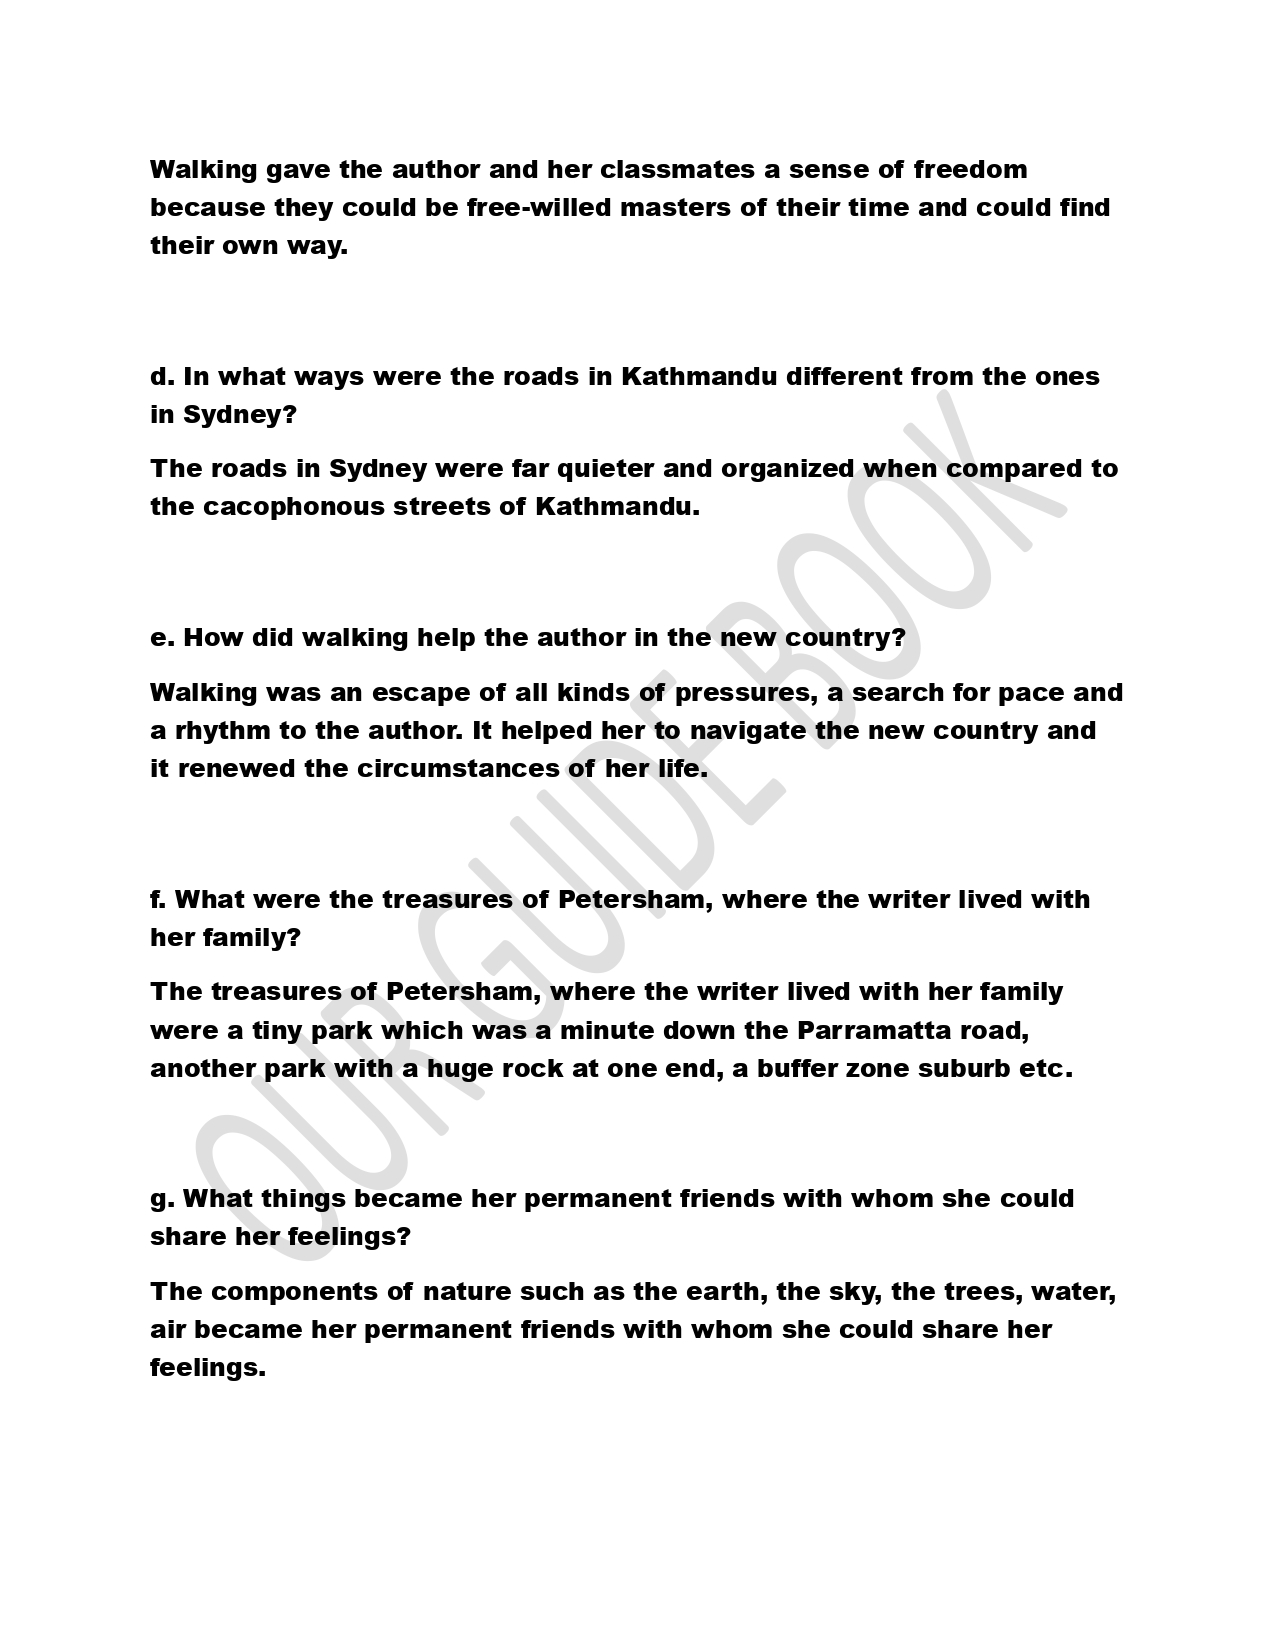 Walking gave the author and her classmates a sense of freedom
because they could be free-willed masters of their time and could find
their own way.
d. In what ways were the roads in Kathmandu different from the ones
in Sydney?
The roads in Sydney were far quieter and organized when compared to
the cacophonous streets of Kathmandu.
e. How did walking help the author in the new country?
Walking was an escape of all kinds of pressures, a search for pace and
a rhythm to the author. It helped her to navigate the new country and
it renewed the circumstances of her life.
f. What were the treasures of Petersham, where the writer lived with
her family?
The treasures of Petersham, where the writer lived with her family
were a tiny park which was a minute down the Parramatta road,
another park with a huge rock at one end, a buffer zone suburb etc.
g. What things became her permanent friends with whom she could
share her feelings?
The components of nature such as the earth, the sky, the trees, water,
air became her permanent friends with whom she could share her
feelings.
OUR GUIDE BOOK